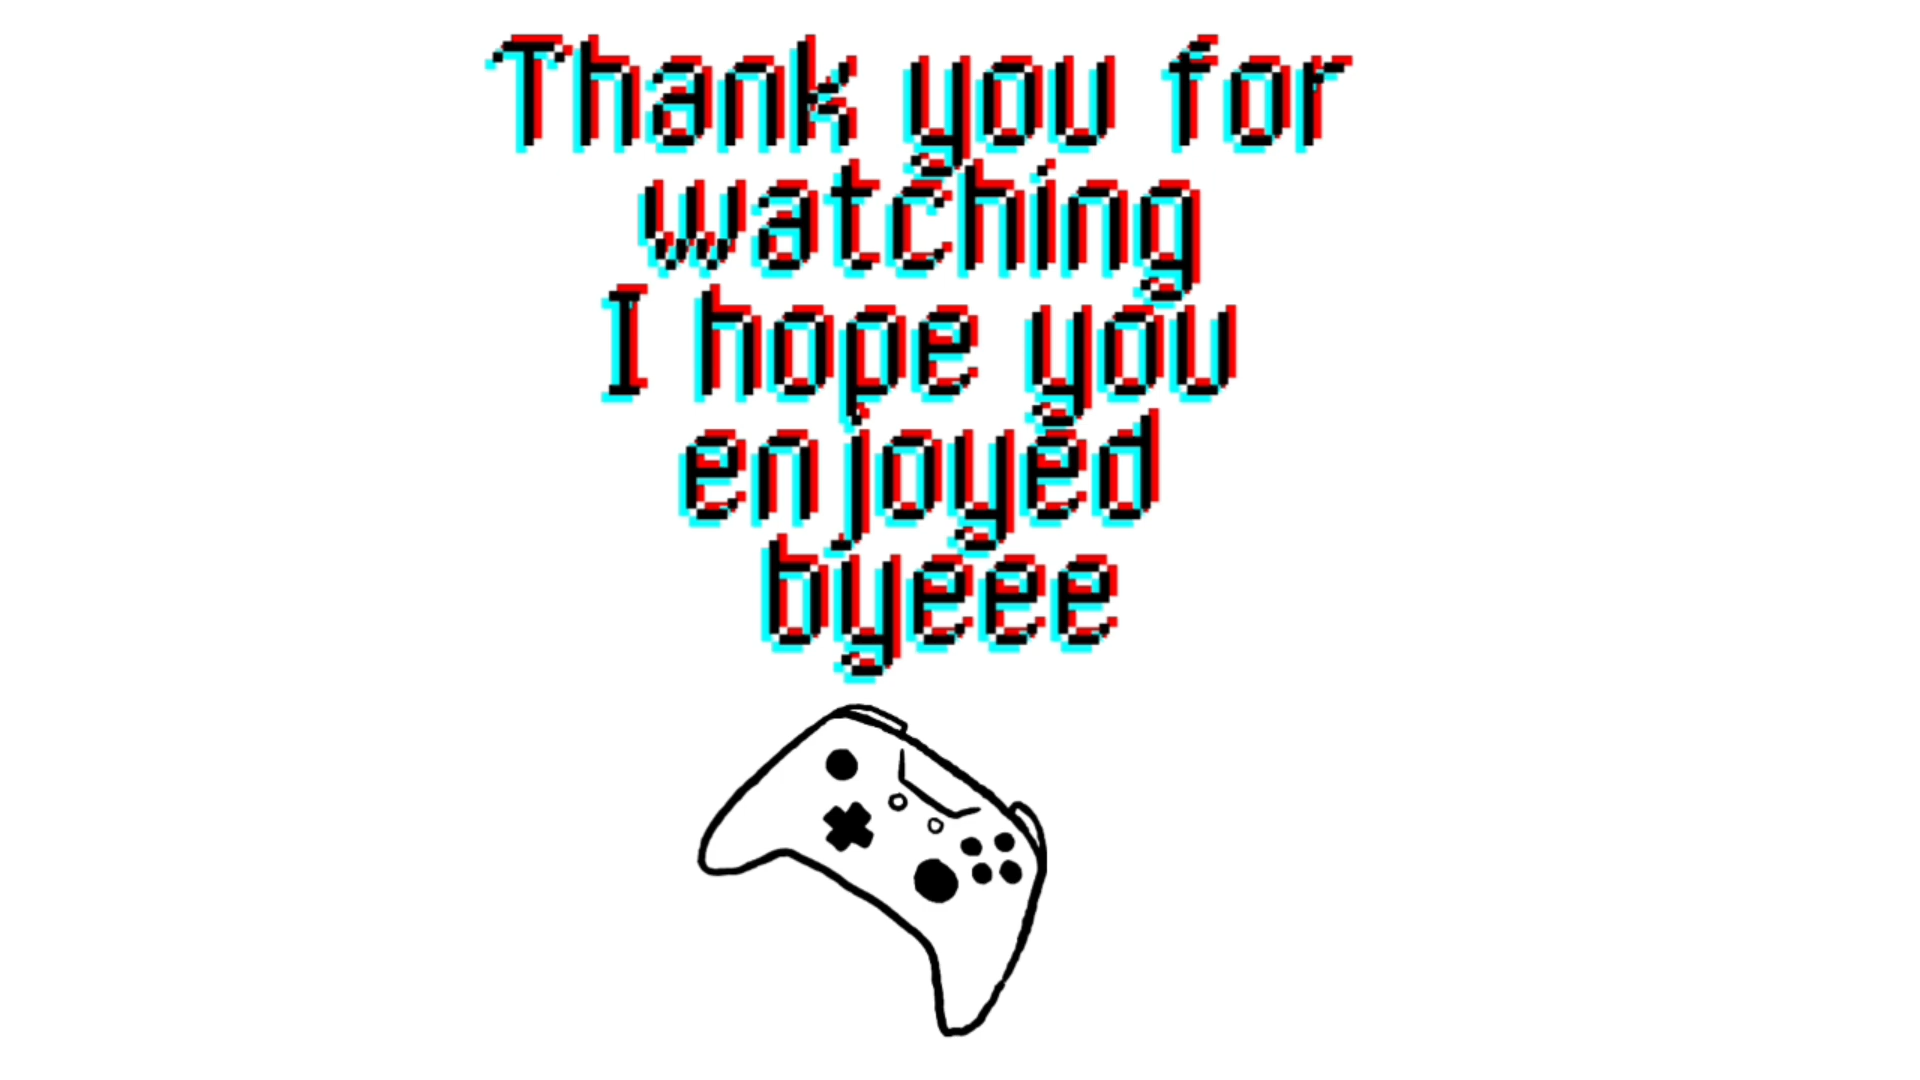 Thank you for
watching
I hope you
enjoyed
byeee